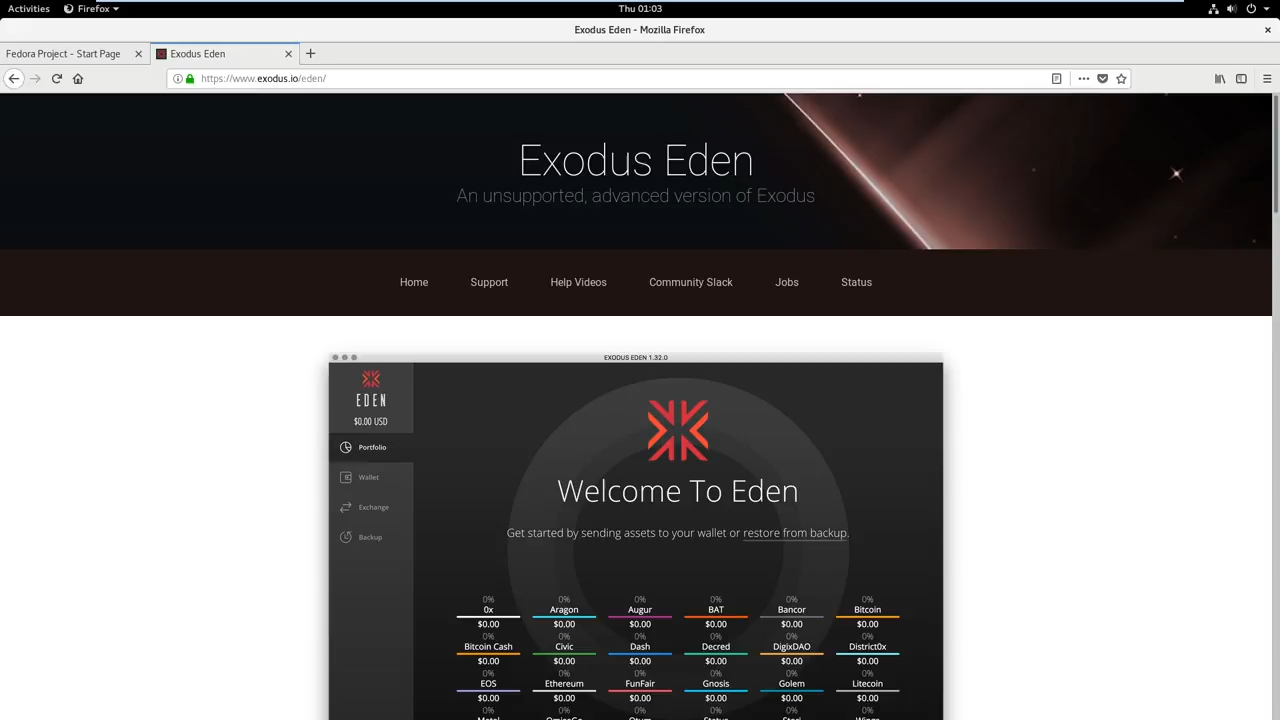 Activities Firefox Thu 01:03
Exodus Eden - Mozilla Firefox
Fedora Project - Start Page Exodus Eden
https://www.exodus.io/eden/
Exodus Eden
An unsupported, advanced version of Exodus
Home Support Help Videos Community Slack Jobs Status
EXODUS EDEN 1.32.0
EDEN
$0.00 USD
Portfolio
Wallet
Exchange
Backup
Welcome To Eden
Get started by sending assets to your wallet or restore from backup.
0% 0% 0% 0% 0% 0%
0x Aragon Augur BAT Bancor Bitcoin
$0.00 $0.00 $0.00 $0.00 $0.00 $0.00
0% 0% 0% 0% 0% 0%
Bitcoin Cash Civic Dash Decred DigixDAO District0x
$0.00 $0.00 $0.00 $0.00 $0.00 $0.00
0% 0% 0% 0% 0% 0%
EOS Ethereum FunFair Gnosis Golem Litecoin
$0.00 $0.00 $0.00 $0.00 $0.00 $0.00
0% 0% 0% 0% 0% 0%